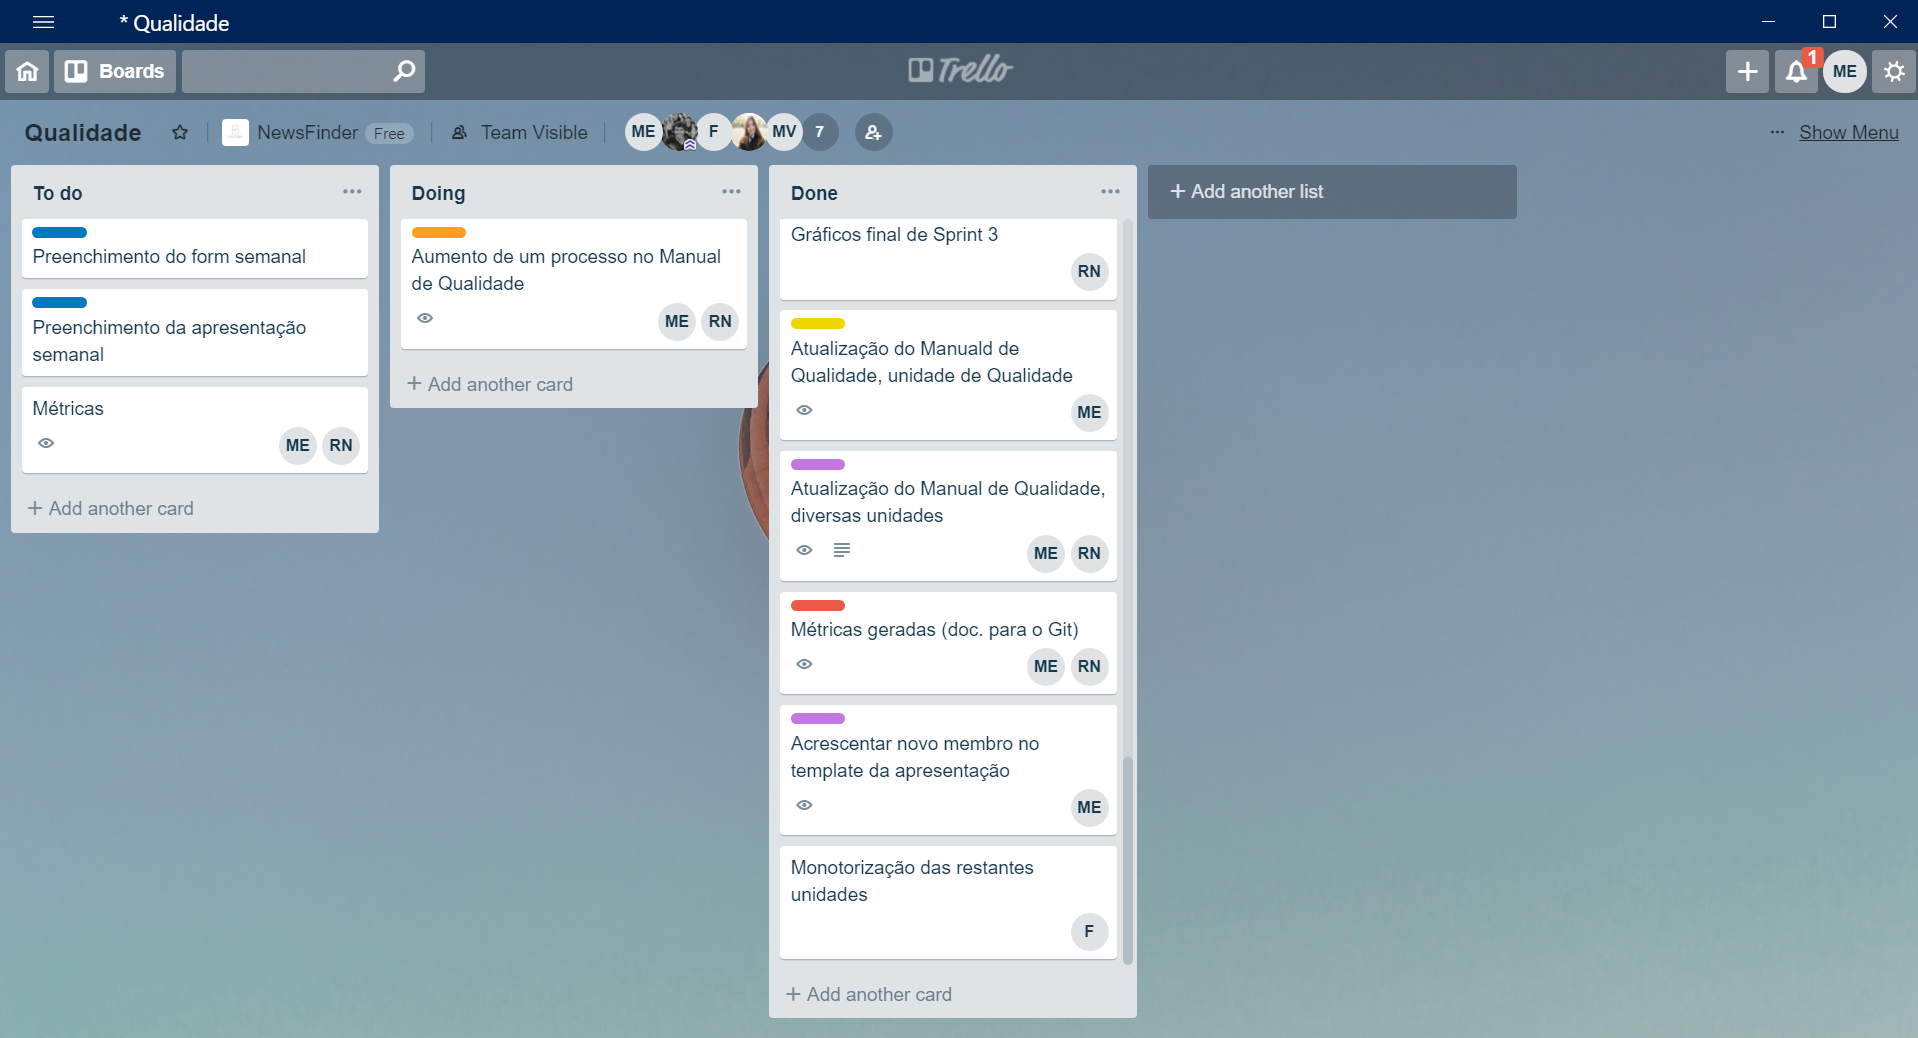 * Qualidade
Boards
Trello
1
ME
Qualidade
NewsFinder Free
Team Visible
ME F MV 7
Show Menu
To do
Preenchimento do form semanal
Preenchimento da apresentação
semanal
Métricas
ME RN
+ Add another card
Doing
Aumento de um processo no Manual
de Qualidade
ME RN
+ Add another card
Done
Gráficos final de Sprint 3
RN
Atualização do Manuald de
Qualidade, unidade de Qualidade
ME
Atualização do Manual de Qualidade,
diversas unidades
ME RN
Métricas geradas (doc. para o Git)
ME RN
Acrescentar novo membro no
template da apresentação
ME
Monotorização das restantes
unidades
F
+ Add another card
+ Add another list